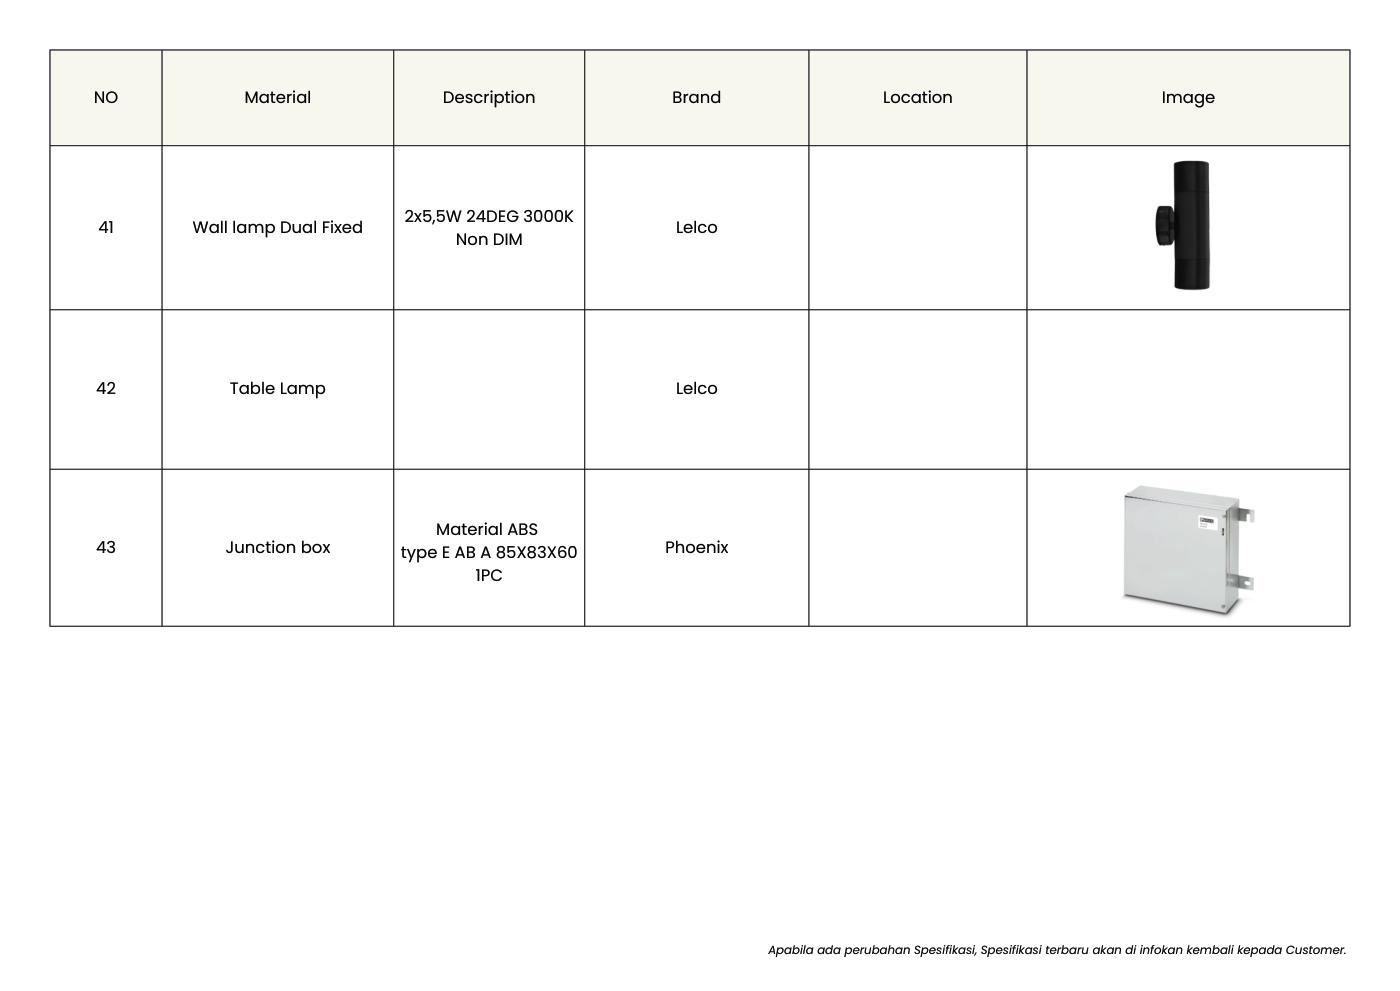 NO Material Description Brand Location Image
41 Wall lamp Dual Fixed 2x5,5W 24DEG 3000K Lelco
Non DIM
42 Table Lamp Lelco
43 Junction box Material ABS Phoenix
type E AB A 85X83X60
1PC
Apabila ada perubahan Spesifikasi, Spesifikasi terbaru akan di infokan kembali kepada Customer.